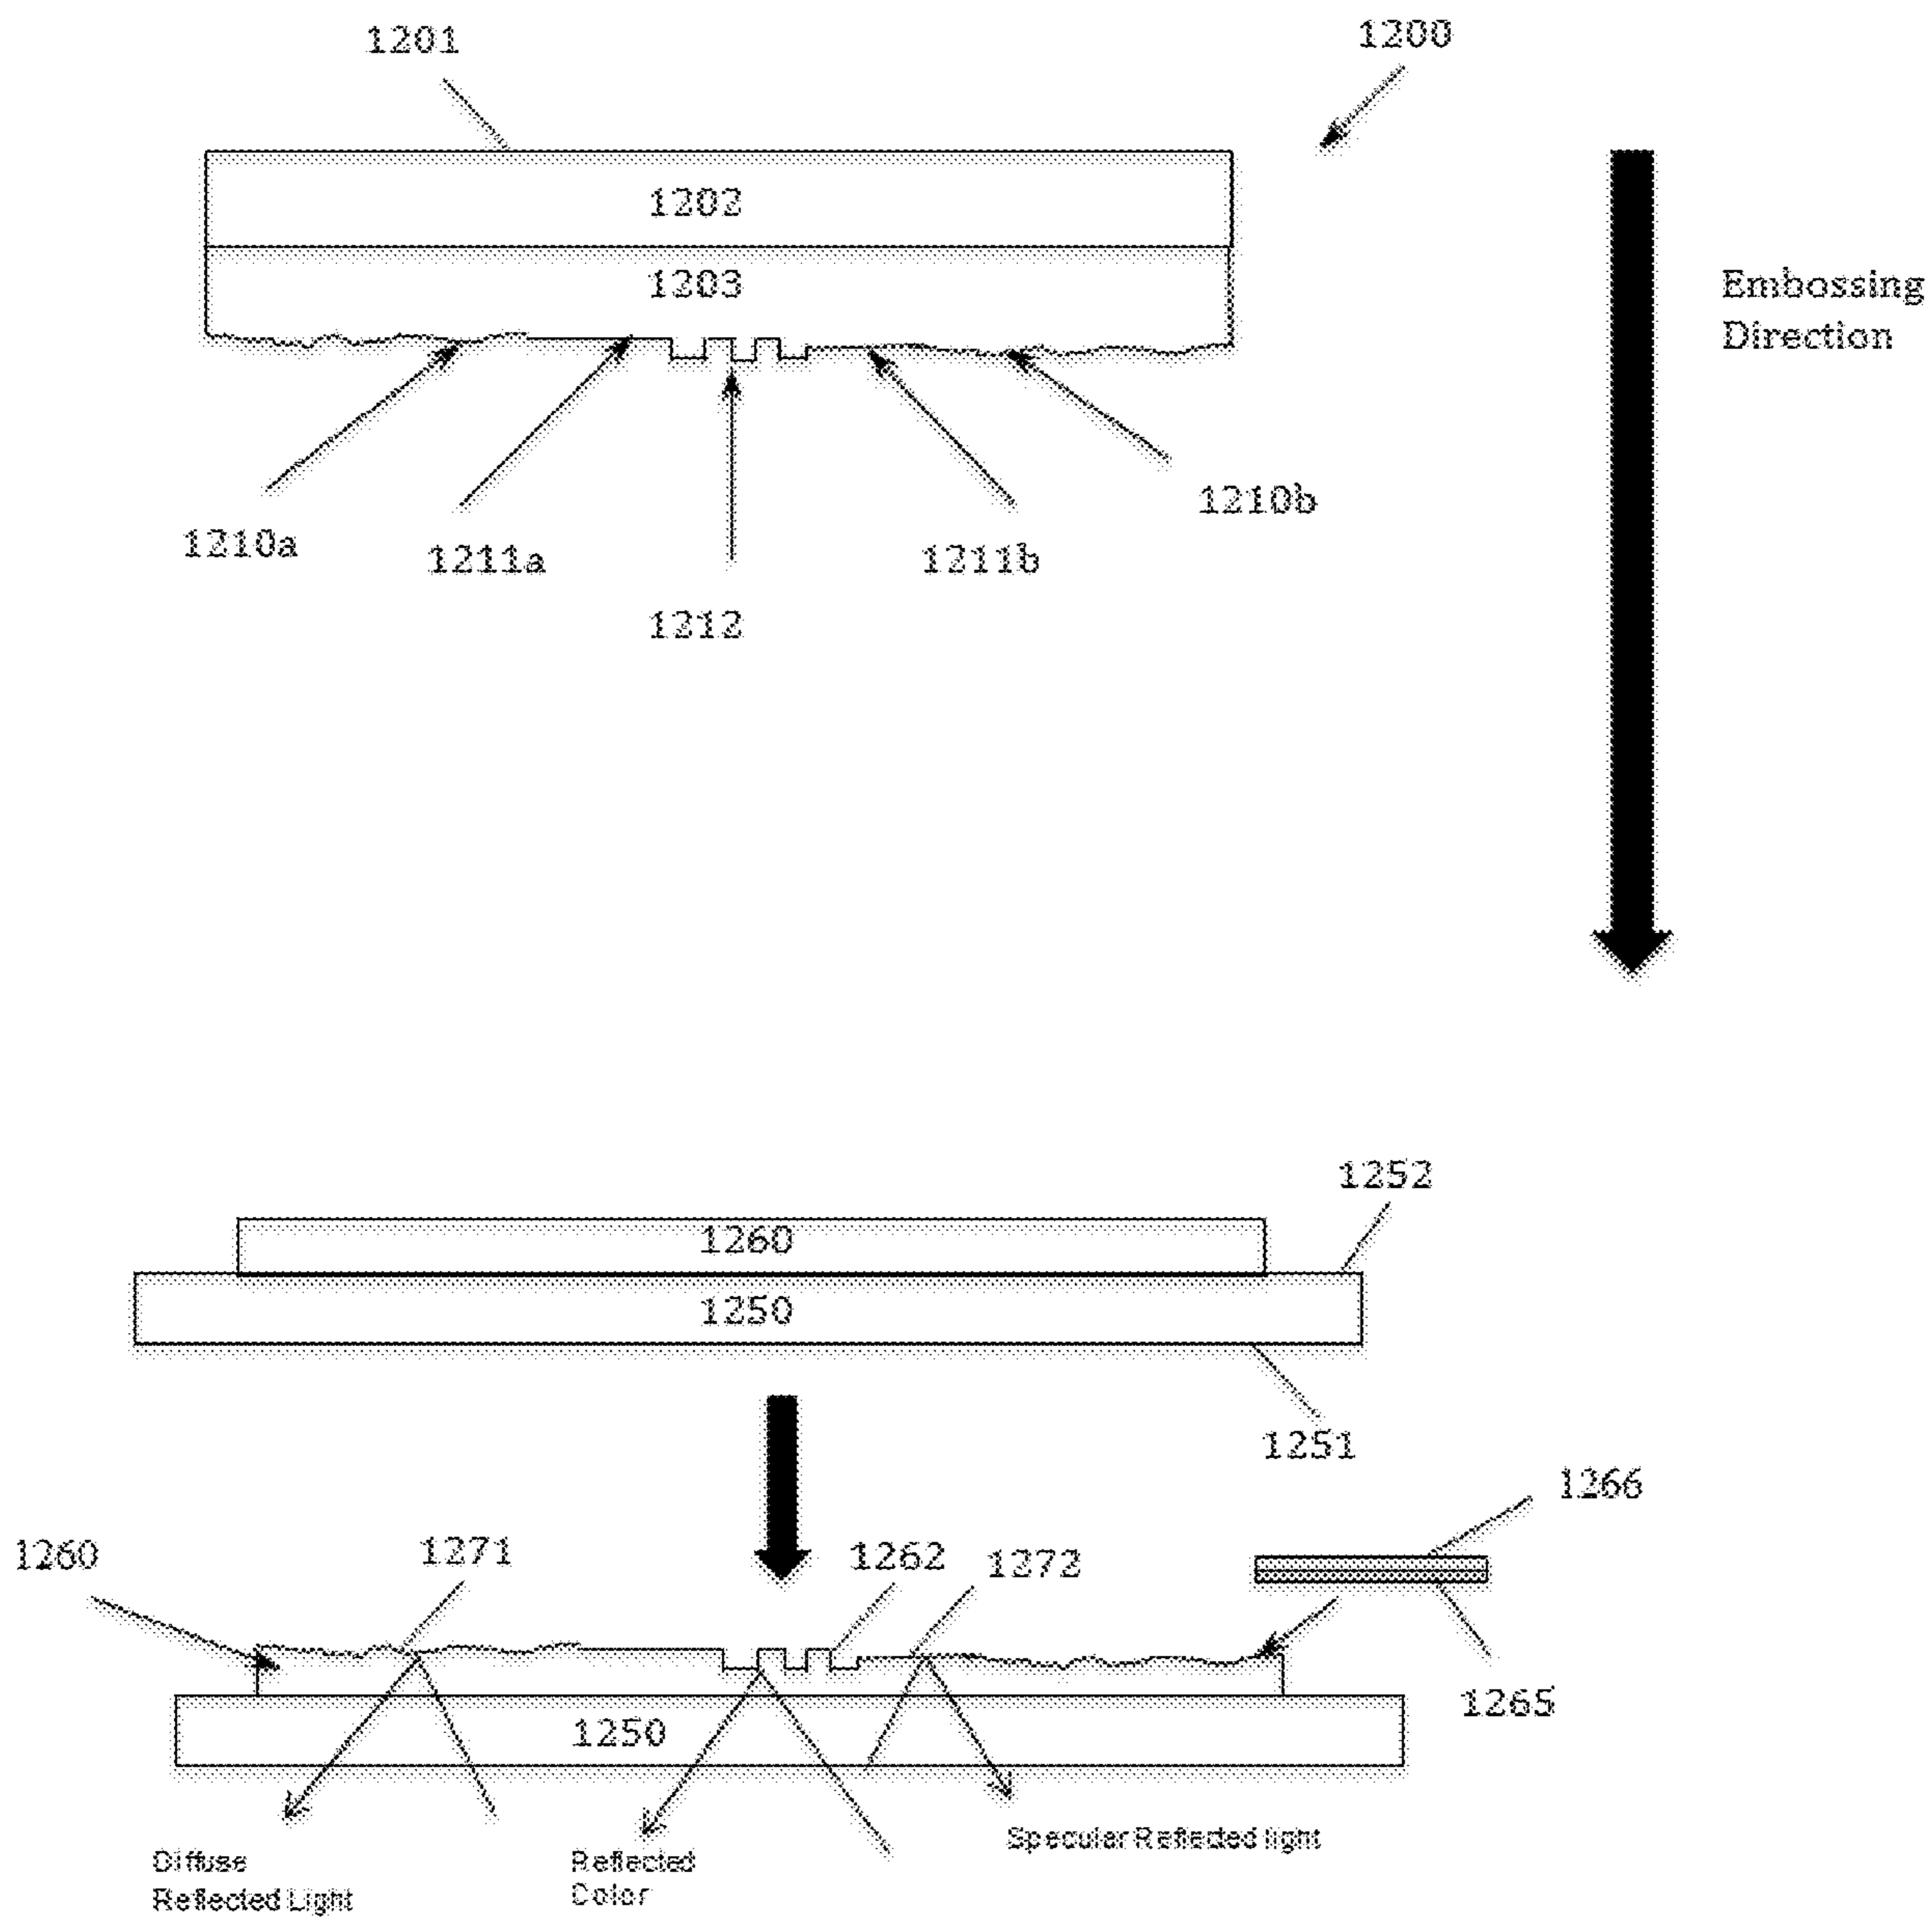 1201
1200
1202
1203
Embossing
Direction
1210a
1211a
1212
1211b
1210b
1252
1260
1250
1251
1266
1260
1271
1262
1272
1265
1250
Diffuse
Reflected Light
Reflected
Color
Specular Reflected light